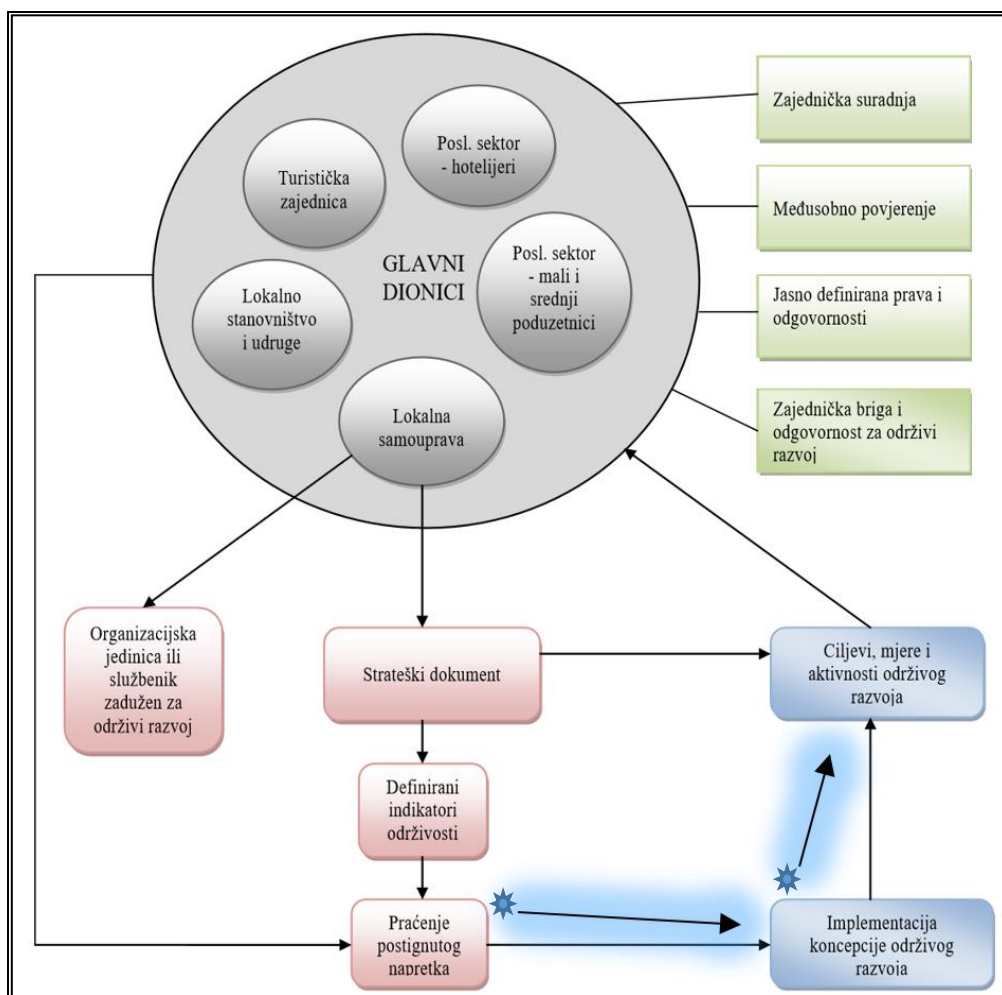 Zajednička suradnja
Posl. sektor
- hotelijeri
Turistička
zajednica
Međusobno povjerenje
GLAVNI
DIONICI
Posl. sektor
- mali i
srednji
poduzetnici
Lokalno
stanovništvo
i udruge
Jasno definirana prava i
odgovornosti
Lokalna
samouprava
Zajednička briga i
odgovornost za održivi
razvoj
Organizacijska
jedinica ili
službenik
zadužen za
održivi razvoj
Strateški dokument
Ciljevi, mjere i
aktivnosti održivog
razvoja
Definirani
indikatori
održivosti
Praćenje
postignutog
napretka
Implementacija
koncepcije održivog
razvoja